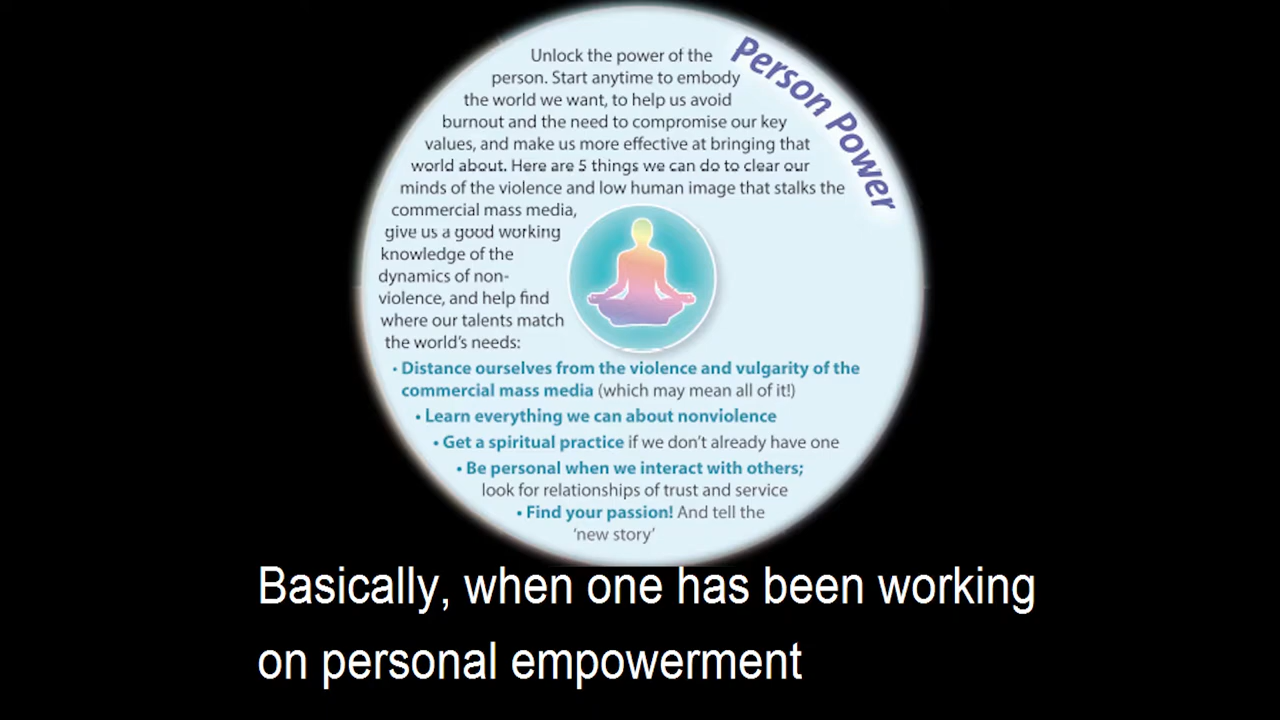 Person Power
Unlock the power of the
person. Start anytime to embody
the world we want, to help us avoid
burnout and the need to compromise our key
values, and make us more effective at bringing that
world about. Here are 5 things we can do to clear our
minds of the violence and low human image that stalks the
commercial mass media,
give us a good working
knowledge of the
dynamics of non-
violence, and help find
where our talents match
the world's needs:
• Distance ourselves from the violence and vulgarity of the
commercial mass media (which may mean all of it!)
• Learn everything we can about nonviolence
• Get a spiritual practice if we don't already have one
• Be personal when we interact with others;
look for relationships of trust and service
• Find your passion! And tell the
'new story'
Basically, when one has been working
on personal empowerment